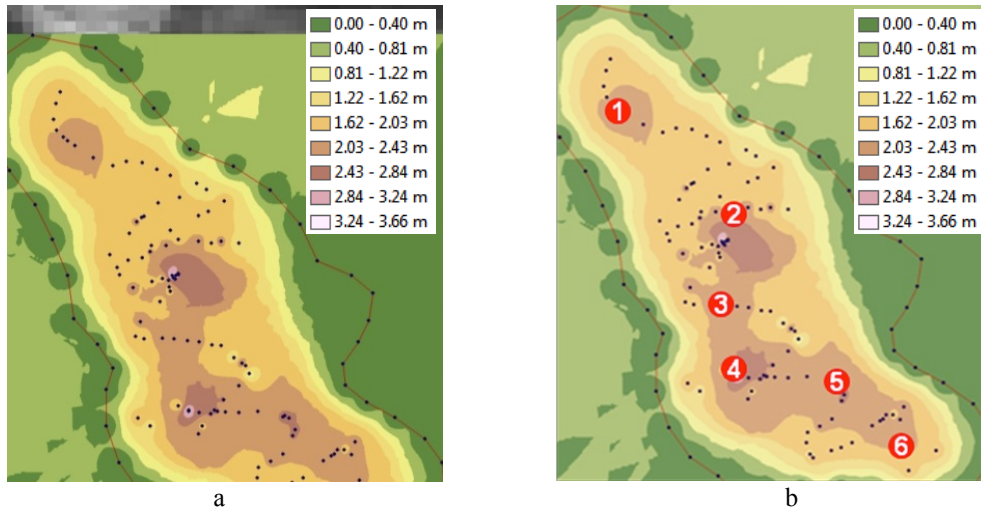 0.00 - 0.40 m
0.40 - 0.81 m
0.81 - 1.22 m
1.22 - 1.62 m
1.62 - 2.03 m
2.03 - 2.43 m
2.43 - 2.84 m
2.84 - 3.24 m
3.24 - 3.66 m
a
0.00 - 0.40 m
0.40 - 0.81 m
0.81 - 1.22 m
1.22 - 1.62 m
1.62 - 2.03 m
2.03 - 2.43 m
2.43 - 2.84 m
2.84 - 3.24 m
3.24 - 3.66 m
1
2
3
4
5
6
b